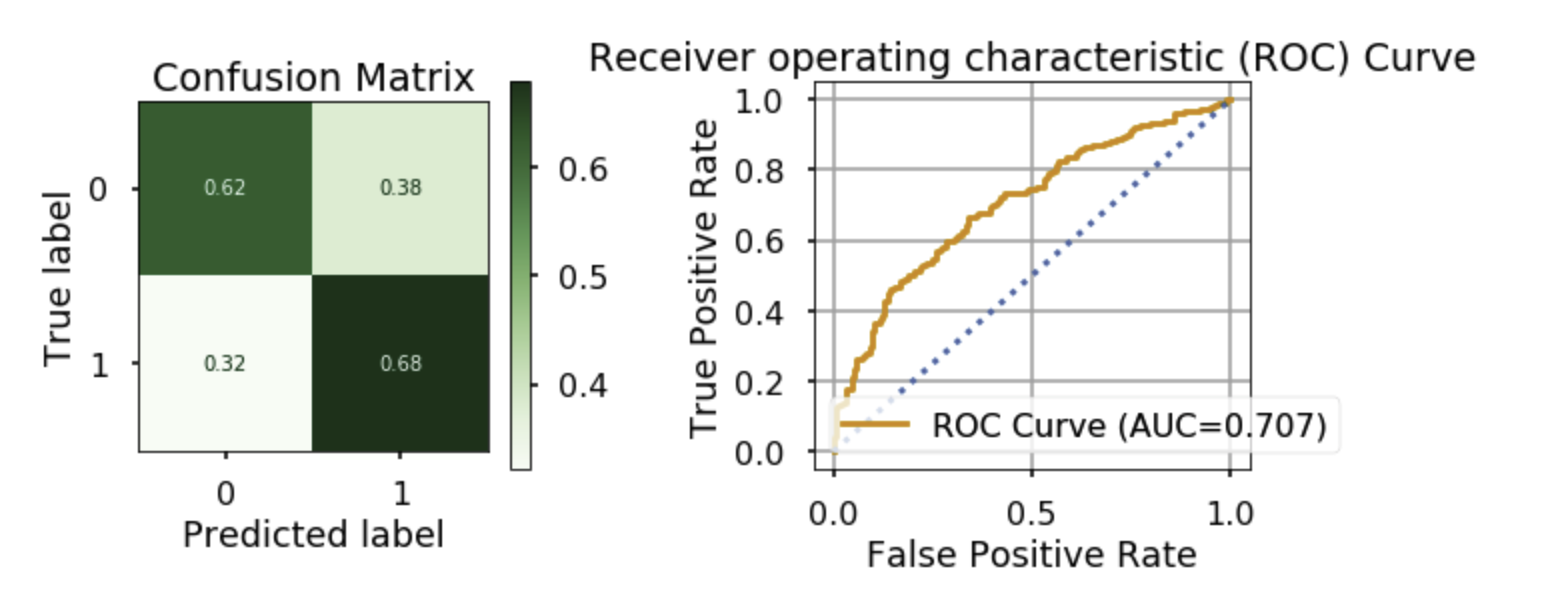 Confusion Matrix
True label
0
1
0.62
0.38
0.32
0.68
0
1
Predicted label
0.6
0.5
0.4
Receiver operating characteristic (ROC) Curve
True Positive Rate
1.0
0.8
0.6
0.4
0.2
0.0
ROC Curve (AUC=0.707)
0.0
0.5
1.0
False Positive Rate